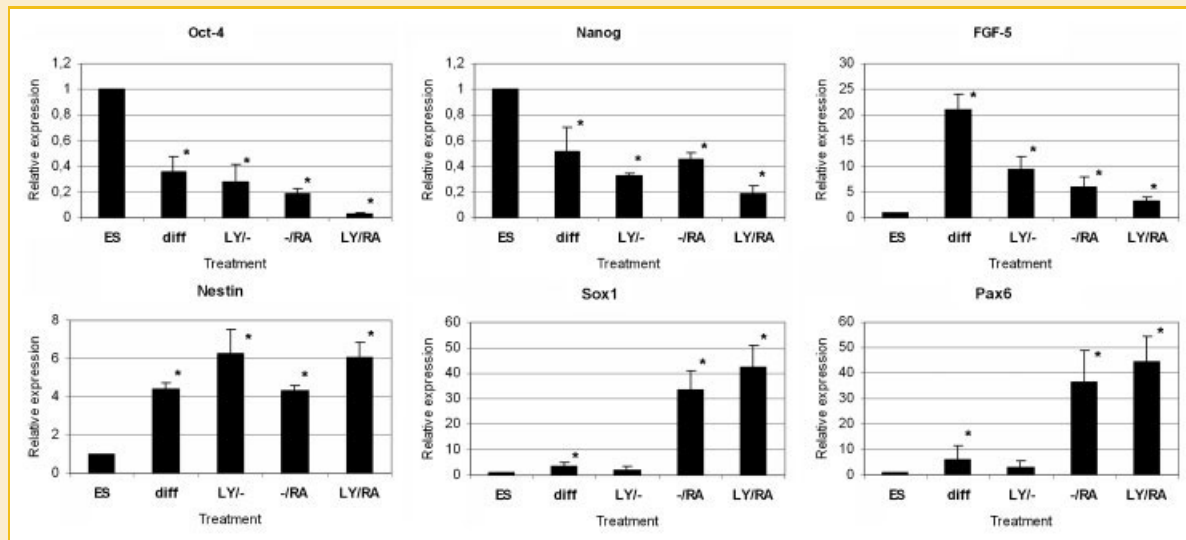 Oct-4
Relative expression
1,2
1
0,8
0,6
0,4
0,2
0
*
*
*
*
ES diff LY/- -/RA LY/RA
Treatment
Nanog
Relative expression
1,2
1
0,8
0,6
0,4
0,2
0
*
*
*
*
ES diff LY/- -/RA LY/RA
Treatment
FGF-5
Relative expression
30
25
20
15
10
5
0
*
*
*
*
ES diff LY/- -/RA LY/RA
Treatment
Nestin
Relative expression
8
6
4
2
0
*
*
*
*
ES diff LY/- -/RA LY/RA
Treatment
Sox1
Relative expression
60
50
40
30
20
10
0
*
*
*
ES diff LY/- -/RA LY/RA
Treatment
Pax6
Relative expression
60
50
40
30
20
10
0
*
*
*
ES diff LY/- -/RA LY/RA
Treatment